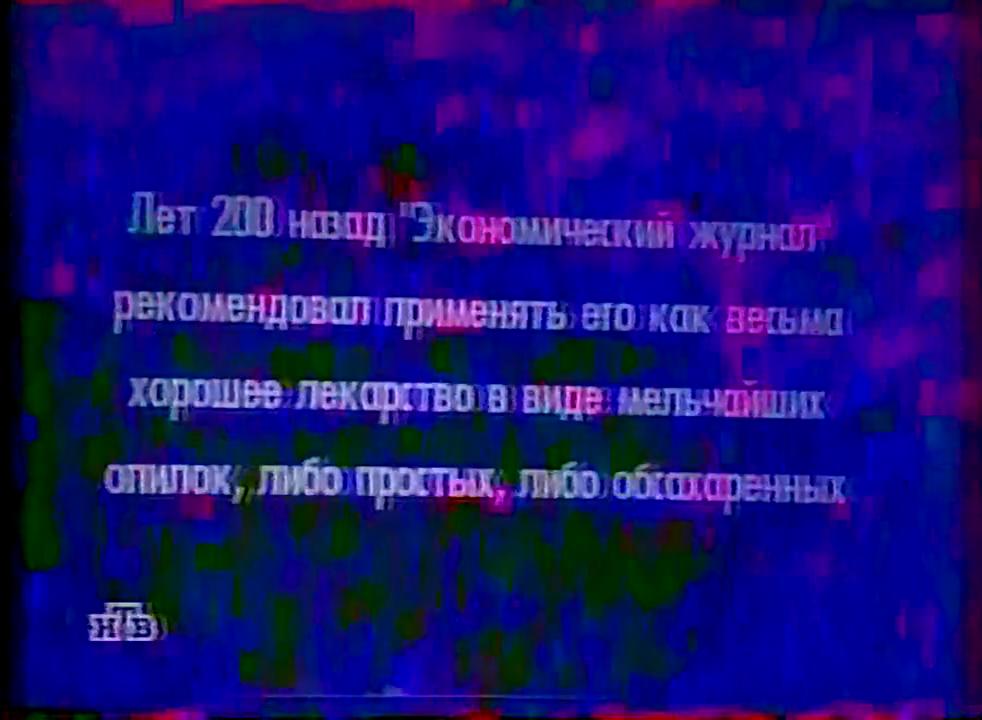 Лет 200 назад "Экономический журнал"
рекомендовал применять его как весьма
хорошее лекарство в виде мельчайших
опилок, либо простых, либо обсахаренных
НТВ